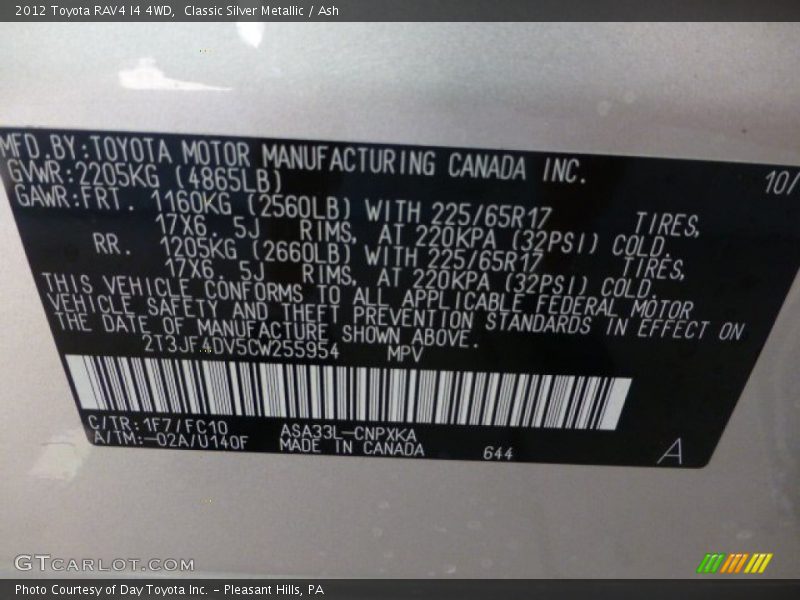 2012 Toyota RAV4 I4 4WD, Classic Silver Metallic / Ash
MFD.BY:TOYOTA MOTOR MANUFACTURING CANADA INC. 10/
GVWR:2205KG (4865LB)
GAWR:FRT. 1160KG (2560LB) WITH 225/65R17 TIRES,
17X6. 5J RIMS, AT 220KPA (32PSI) COLD.
RR. 1205KG (2660LB) WITH 225/65R17 TIRES,
17X6. 5J RIMS, AT 220KPA (32PSI) COLD.
THIS VEHICLE CONFORMS TO ALL APPLICABLE FEDERAL MOTOR
VEHICLE SAFETY AND THEFT PREVENTION STANDARDS IN EFFECT ON
THE DATE OF MANUFACTURE SHOWN ABOVE.
2T3JF4DV5CW255954 MPV
C/TR:1F7/FC10 ASA33L-CNPXKA
A/TM:-02A/U140F MADE IN CANADA 644 A
GTCARLOT.COM
Photo Courtesy of Day Toyota Inc. - Pleasant Hills, PA